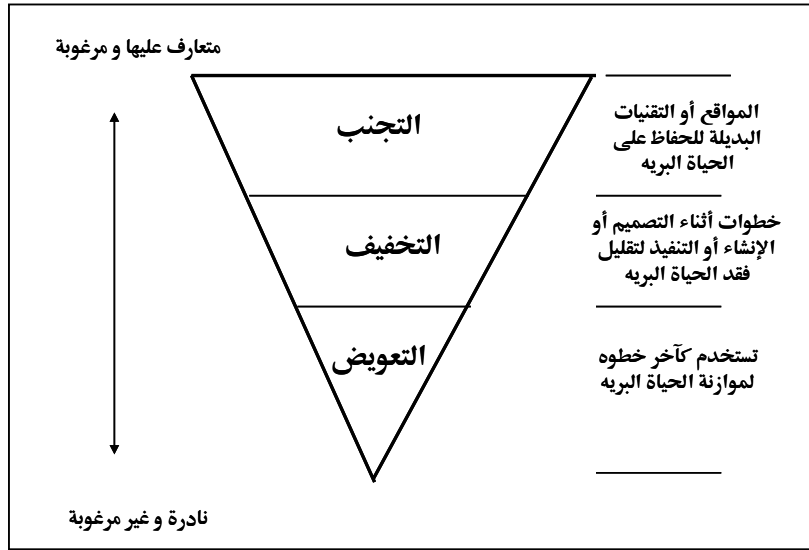 متعارف عليها و مرغوبة
التجنب
المواقع أو التقنيات
البديلة للحفاظ على
الحياة البريه
التخفيف
خطوات أثناء التصميم أو
الإنشاء أو التنفيذ لتقليل
فقد الحياة البريه
التعويض
تستخدم كآخر خطوه
لموازنة الحياة البريه
نادرة و غير مرغوبة